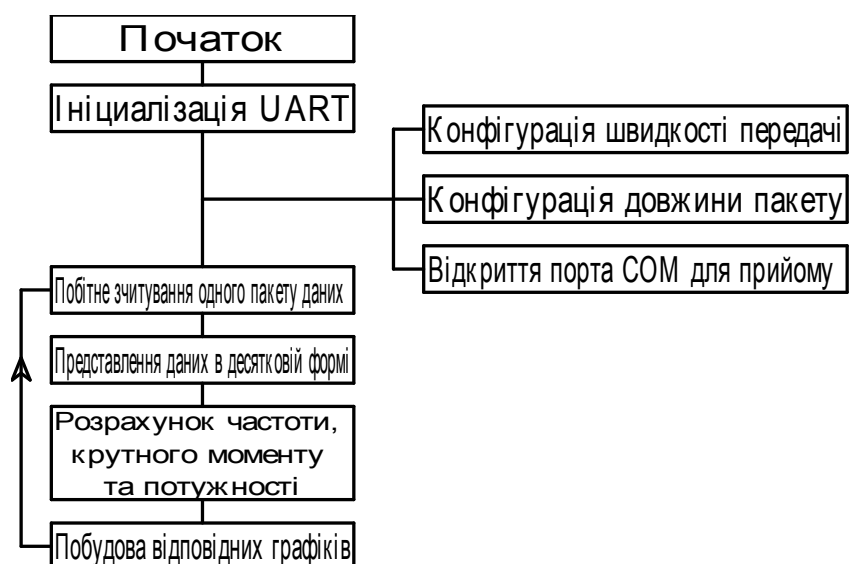 Початок
Ініциалізація UART
Конфігурація швидкості передачі
Конфігурація довжини пакету
Відкриття порта COM для прийому
Побітне зчитування одного пакету даних
Представлення даних в десятковій формі
Розрахунок частоти,
крутного моменту
та потужності
Побудова відповідних графіків